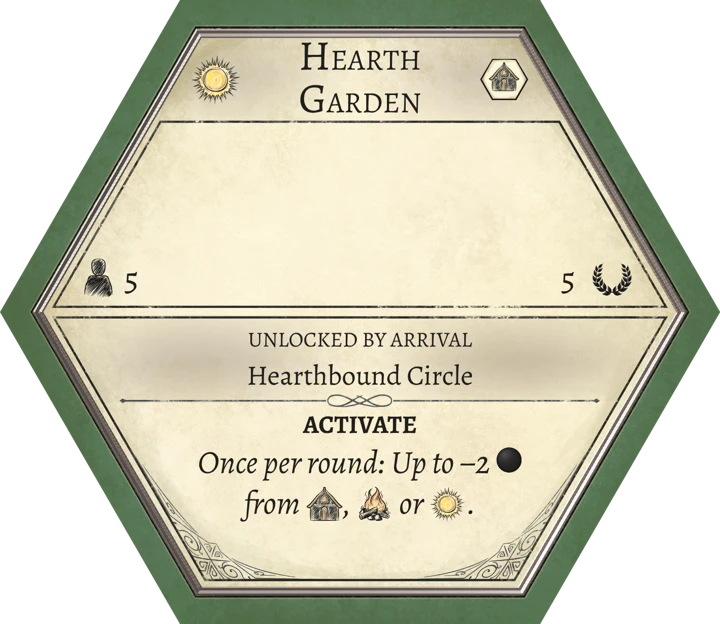 Hearth
Garden
5
5
UNLOCKED BY ARRIVAL
Hearthbound Circle
ACTIVATE
Once per round: Up to –2
from , or .